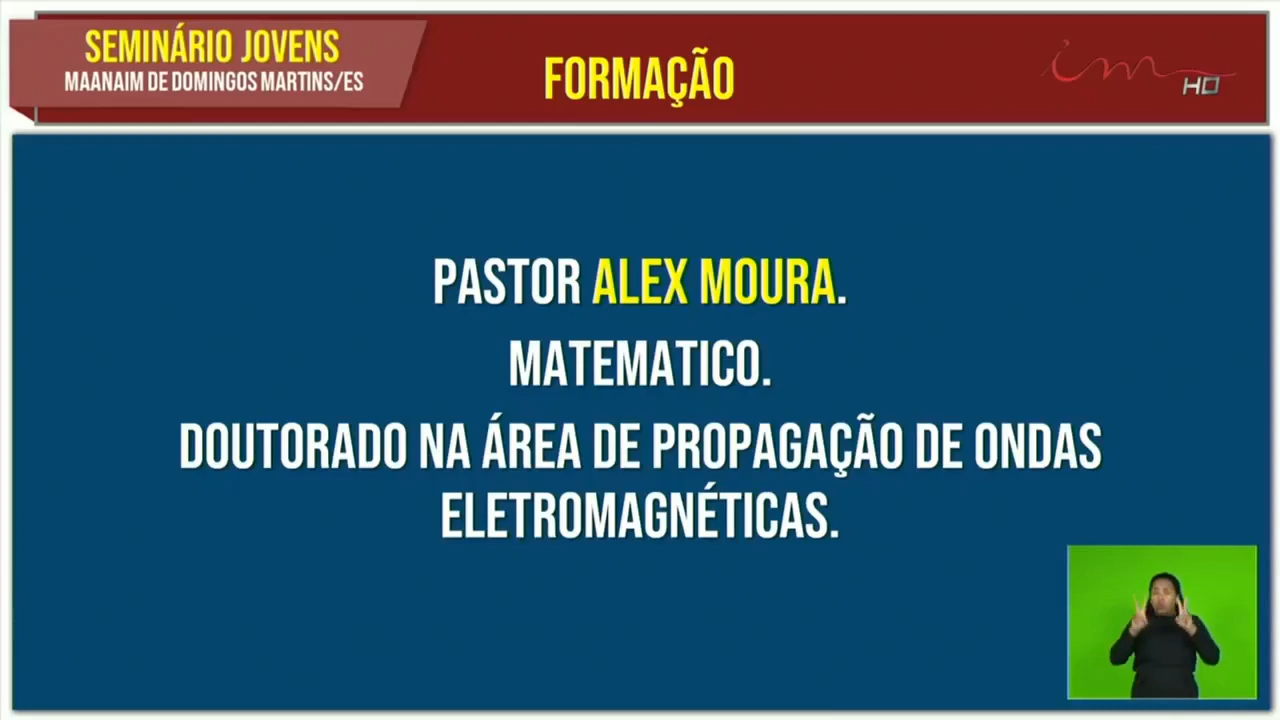 SEMINÁRIO JOVENS
MAANAIM DE DOMINGOS MARTINS/ES
FORMAÇÃO
im
HD
PASTOR ALEX MOURA.
MATEMATICO.
DOUTORADO NA ÁREA DE PROPAGAÇÃO DE ONDAS
ELETROMAGNÉTICAS.